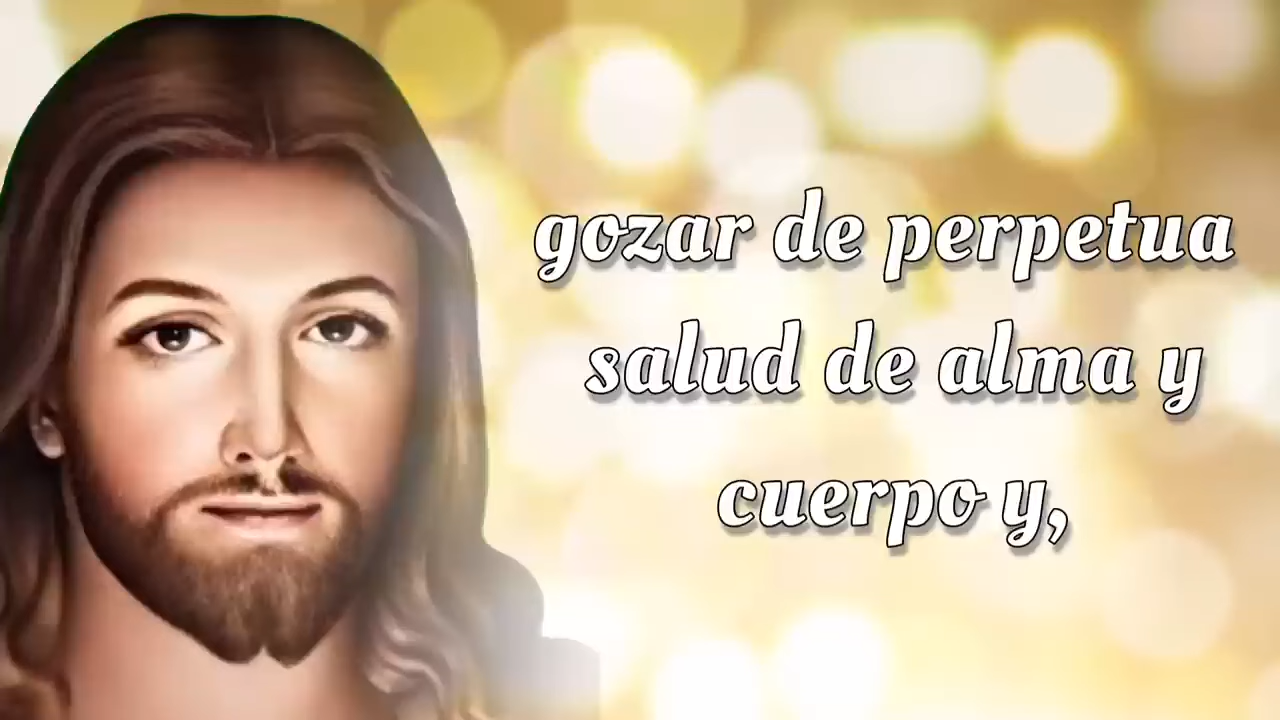 gozar de perpetua
salud de alma y
cuerpo y,